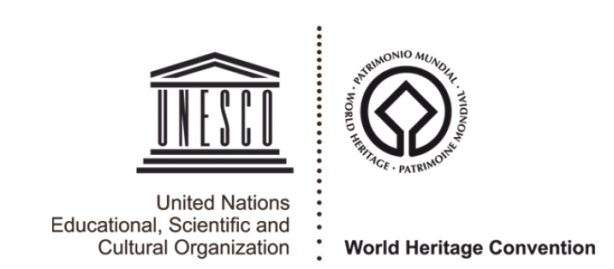 UNESCO
United Nations
Educational, Scientific and
Cultural Organization
WORLD HERITAGE · PATRIMONIO MUNDIAL · PATRIMOINE MONDIAL ·
World Heritage Convention